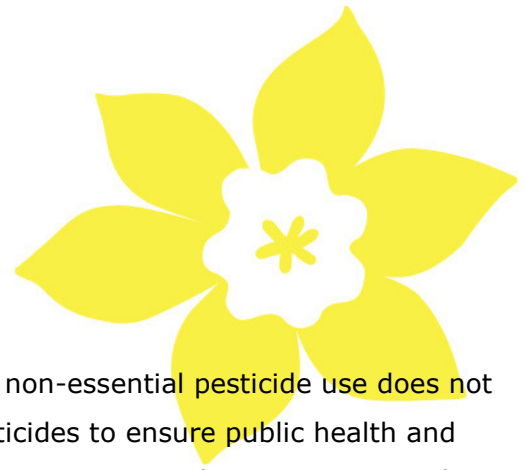 non-essential pesticide use does not
ticides to ensure public health and